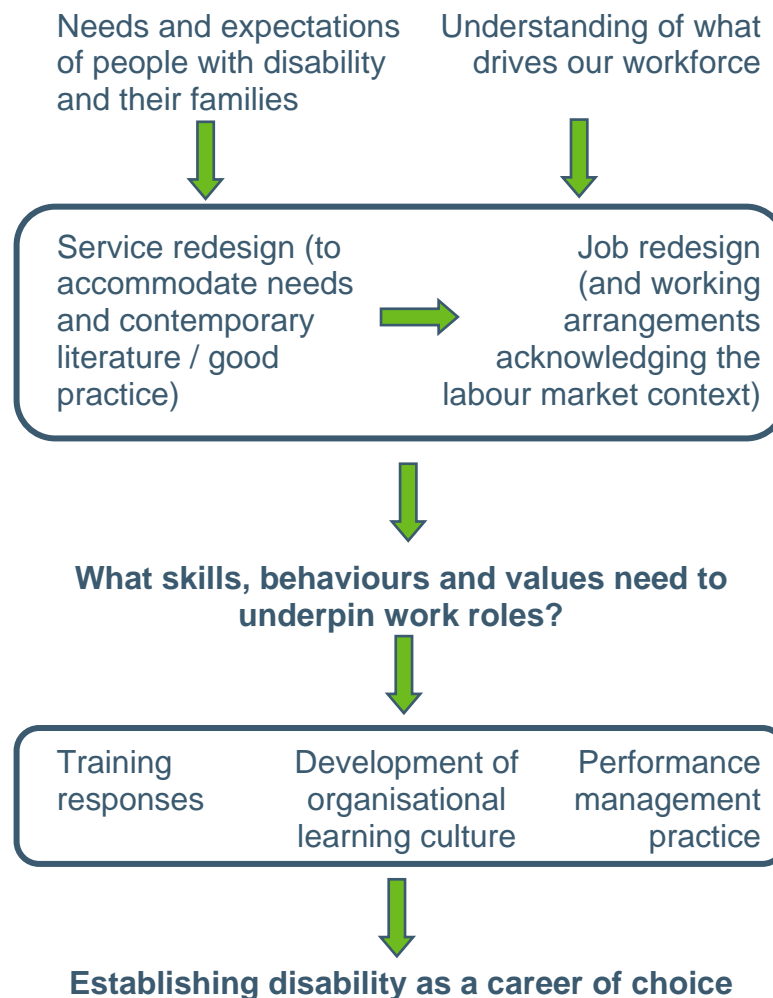 Needs and expectations
of people with disability
and their families
Understanding of what
drives our workforce
Service redesign (to
accommodate needs
and contemporary
literature / good
practice)
Job redesign
(and working
arrangements
acknowledging the
labour market context)
What skills, behaviours and values need to
underpin work roles?
Training
responses
Development of
organisational
learning culture
Performance
management
practice
Establishing disability as a career of choice